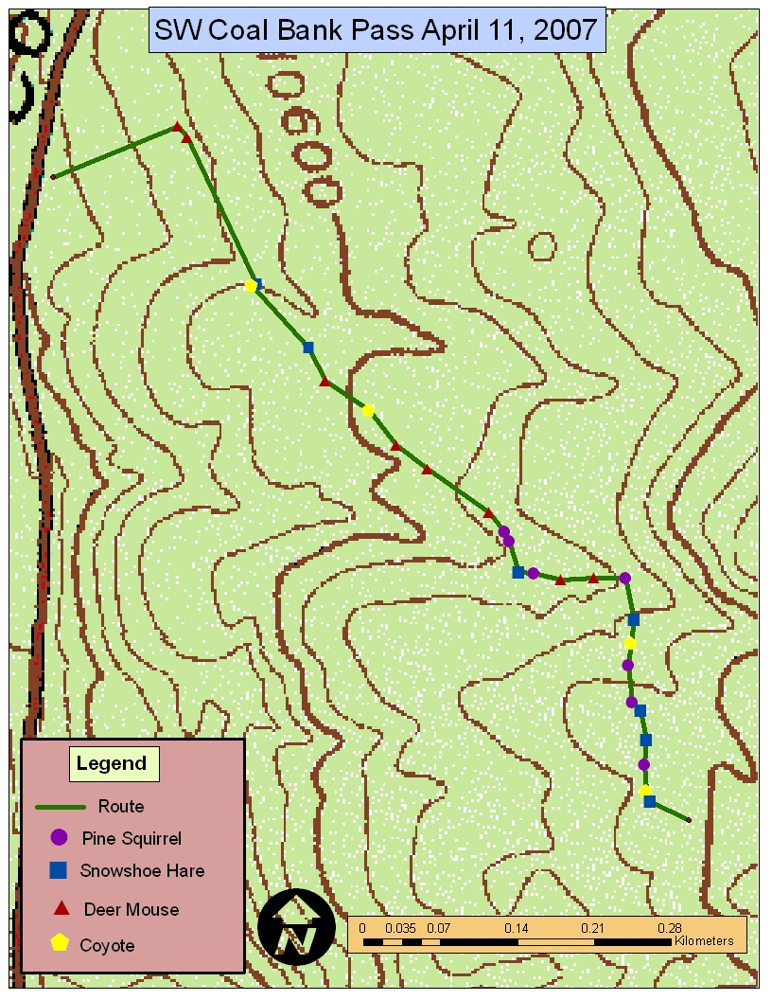 SW Coal Bank Pass April 11, 2007
10600
Legend
Route
Pine Squirrel
Snowshoe Hare
Deer Mouse
Coyote
N
0 0.035 0.07 0.14 0.21 0.28
Kilometers